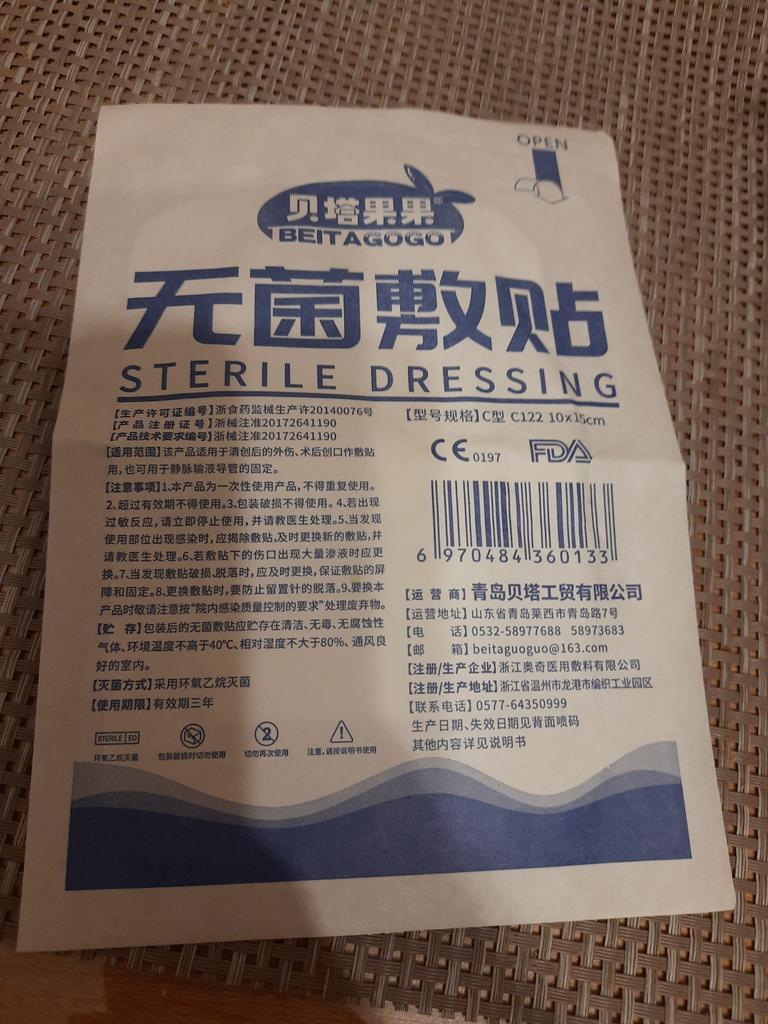 OPEN
贝塔果果®
BEITAGOGO
无菌敷贴
STERILE DRESSING
【生产许可证编号】浙食药监械生产许20140076号
【产品注册证号】浙械注准20172641190
【产品技术要求编号】浙械注准20172641190
【适用范围】该产品适用于清创后的外伤、术后创口作敷贴
用,也可用于静脉输液导管的固定。
【注意事项】1.本产品为一次性使用产品,不得重复使用。
2、超过有效期不得使用。3、包装破损不得使用。4、若出现
过敏反应,请立即停止使用,并请教医生处理。5、当发现
使用部位出现感染时,应揭除敷贴,及时更换新的敷贴,并
请教医生处理。6、若敷贴下的伤口出现大量渗液时应更
换。7、当发现敷贴破损、脱落时,应及时更换,保证敷贴的屏
障和固定。8、更换敷贴时,要防止留置针的脱落。9、要换本
产品时敬请注意按“院内感染质量控制的要求”处理废弃物。
【贮 存】包装后的无菌敷贴应贮存在清洁、无毒、无腐蚀性
气体、环境温度不高于40℃、相对湿度不大于80%、通风良
好的室内。
【灭菌方式】采用环氧乙烷灭菌
【使用期限】有效期三年
STERILE EO
环氧乙烷灭菌
包装破损时切勿使用
2
切勿再次使用
注意,请按说明书使用
【型号规格】C型 C122 10x15cm
CE 0197 FDA
6 970484 360133
【运 营 商】青岛贝塔工贸有限公司
【运营地址】山东省青岛莱西市青岛路7号
【电 话】0532-58977688 58973683
【邮 箱】beitaguoguo@163.com
【注册/生产企业】浙江奥奇医用敷料有限公司
【注册/生产地址】浙江省温州市龙港市编织工业园区
【联系电话】0577-64350999
生产日期、失效日期见背面喷码
其他内容详见说明书